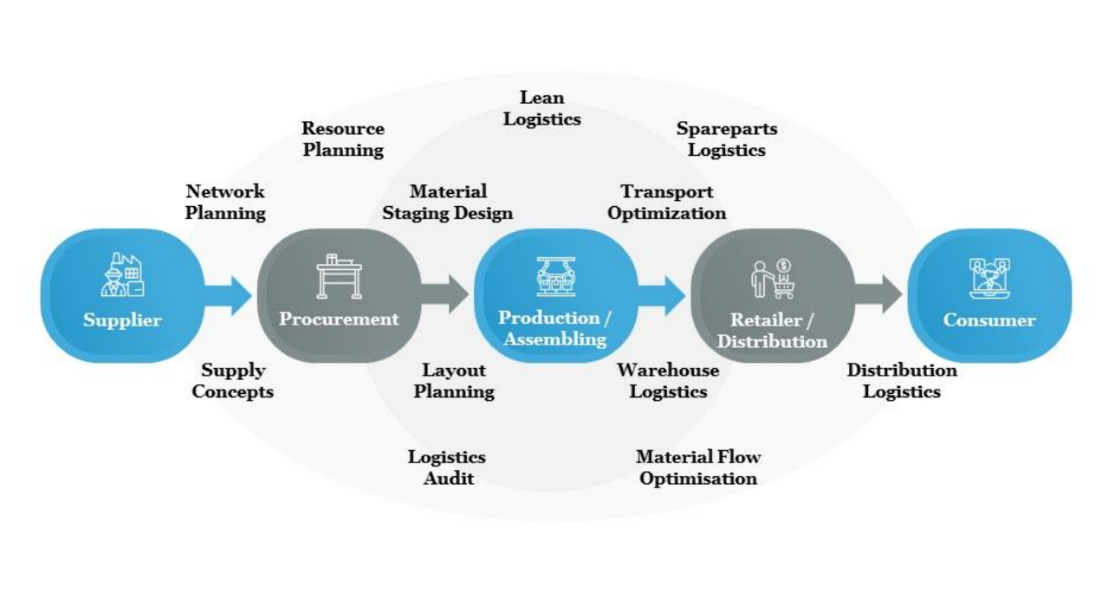 Lean
Logistics
Resource
Planning
Spareparts
Logistics
Network
Planning
Material
Staging Design
Transport
Optimization
Supplier
Procurement
Production /
Assembling
Retailer /
Distribution
Consumer
Supply
Concepts
Layout
Planning
Warehouse
Logistics
Distribution
Logistics
Logistics
Audit
Material Flow
Optimisation